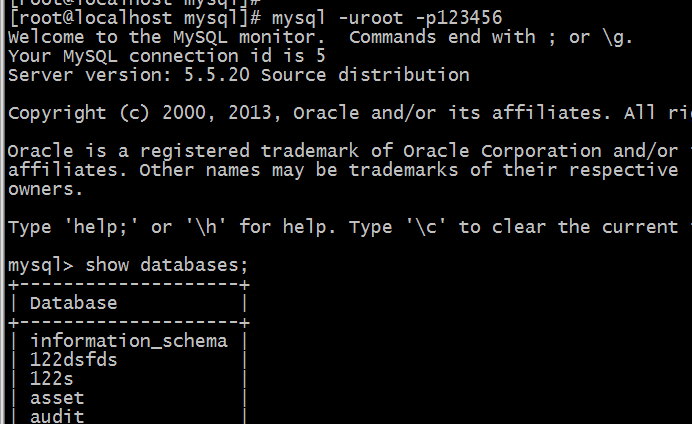 [root@localhost mysql]#
[root@localhost mysql]# mysql -uroot -p123456
Welcome to the MySQL monitor.  Commands end with ; or \g.
Your MySQL connection id is 5
Server version: 5.5.20 Source distribution
Copyright (c) 2000, 2013, Oracle and/or its affiliates. All
Oracle is a registered trademark of Oracle Corporation and/or
affiliates. Other names may be trademarks of their respective
owners.
Type 'help;' or '\h' for help. Type '\c' to clear the current
mysql> show databases;
+--------------------+
| Database           |
+--------------------+
| information_schema |
| 122dsfds           |
| 122s               |
| asset              |
| audit              |